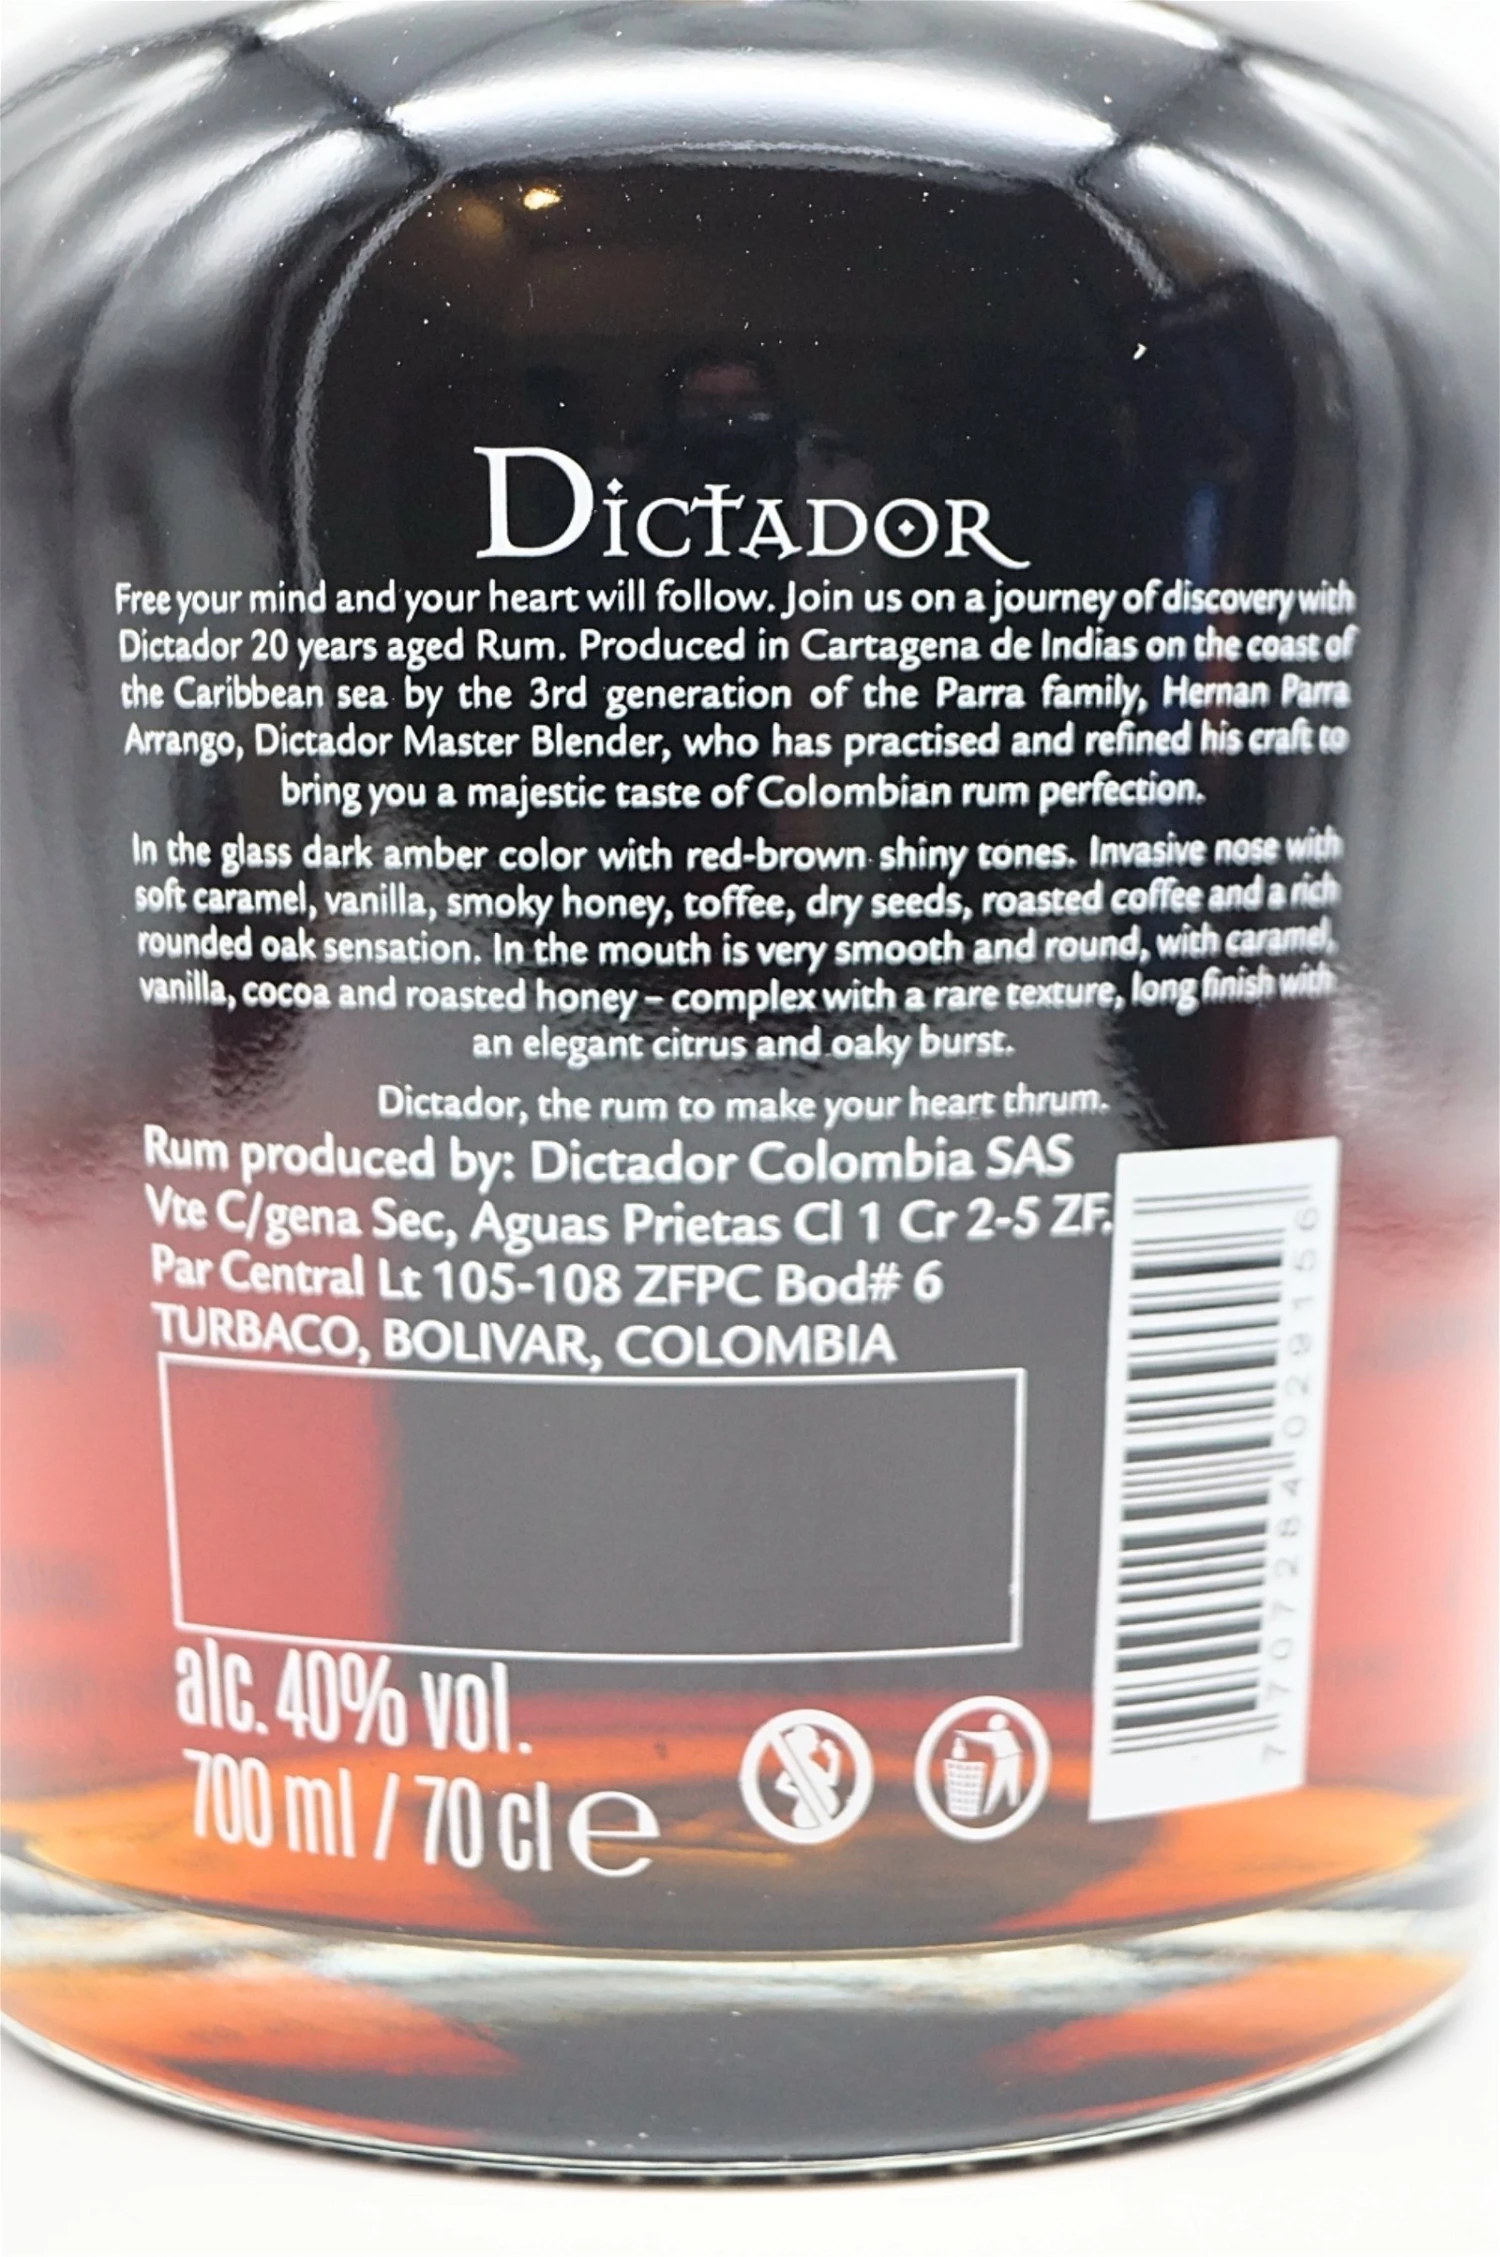 DICTADOR
Free your mind and your heart will follow. Join us on a journey of discovery with
Dictador 20 years aged Rum. Produced in Cartagena de Indias on the coast of
the Caribbean sea by the 3rd generation of the Parra family, Hernan Parra
Arrango, Dictador Master Blender, who has practised and refined his craft to
bring you a majestic taste of Colombian rum perfection.
In the glass dark amber color with red-brown shiny tones. Invasive nose with
soft caramel, vanilla, smoky honey, toffee, dry seeds, roasted coffee and a rich
rounded oak sensation. In the mouth is very smooth and round, with caramel,
vanilla, cocoa and roasted honey – complex with a rare texture, long finish with
an elegant citrus and oaky burst.
Dictador, the rum to make your heart thrum.
Rum produced by: Dictador Colombia SAS
Vte C/gena Sec, Aguas Prietas Cl 1 Cr 2-5 ZF.
Par Central Lt 105-108 ZFPC Bod# 6
TURBACO, BOLIVAR, COLOMBIA
alc. 40% vol.
700 ml / 70 cl e
7 707284 029156